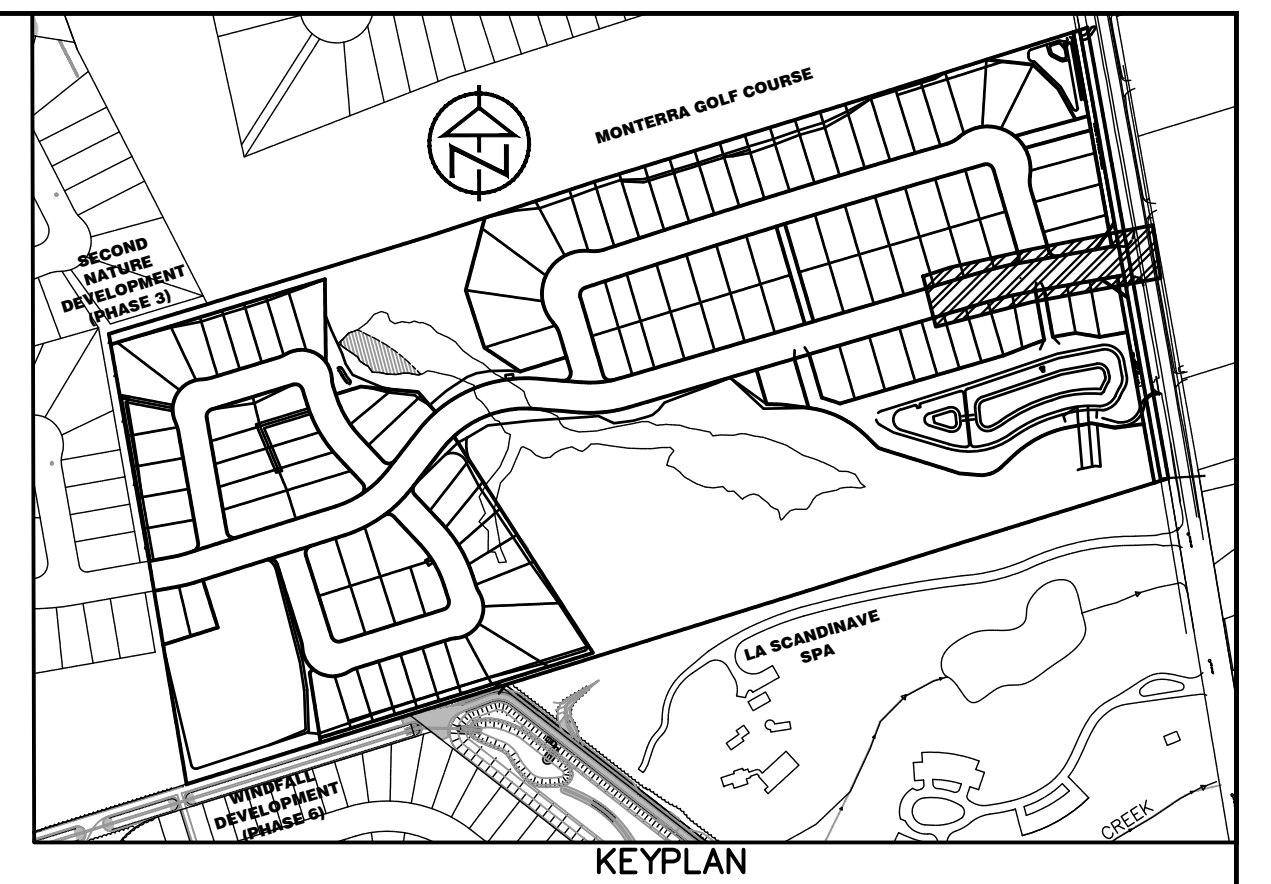 MONTERRA GOLF COURSE
N
SECOND
NATURE
DEVELOPMENT
(PHASE 3)
LA SCANDINAVE
SPA
WINDFALL
DEVELOPMENT
(PHASE 6)
CREEK
KEYPLAN